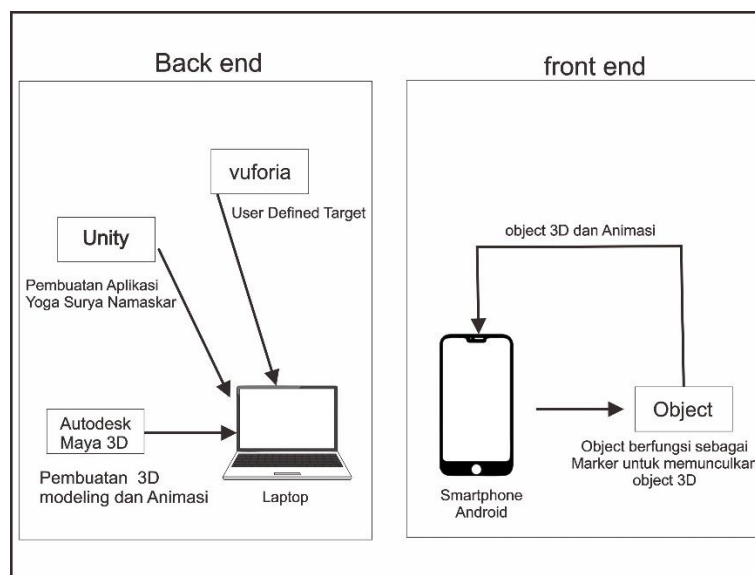 Back end
vuforia
User Defined Target
Unity
Pembuatan Aplikasi
Yoga Surya Namaskar
Autodesk
Maya 3D
Pembuatan 3D
modeling dan Animasi
Laptop
front end
object 3D dan Animasi
Object
Object berfungsi sebagai
Marker untuk memunculkan
object 3D
Smartphone
Android